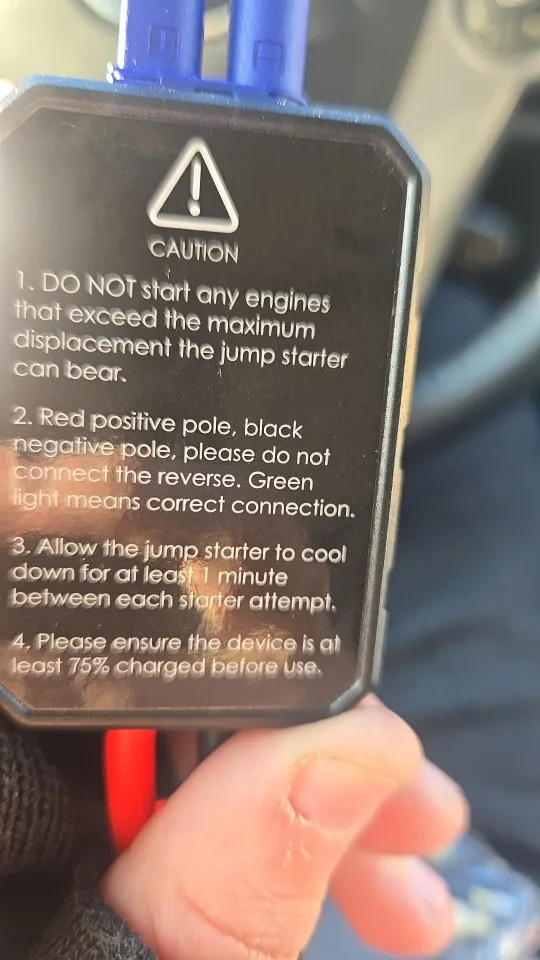 CAUTION
1. DO NOT start any engines
that exceed the maximum
displacement the jump starter
can bear.
2. Red positive pole, black
negative pole, please do not
connect the reverse. Green
light means correct connection.
3. Allow the jump starter to cool
down for at least 1 minute
between each starter attempt.
4. Please ensure the device is at
least 75% charged before use.